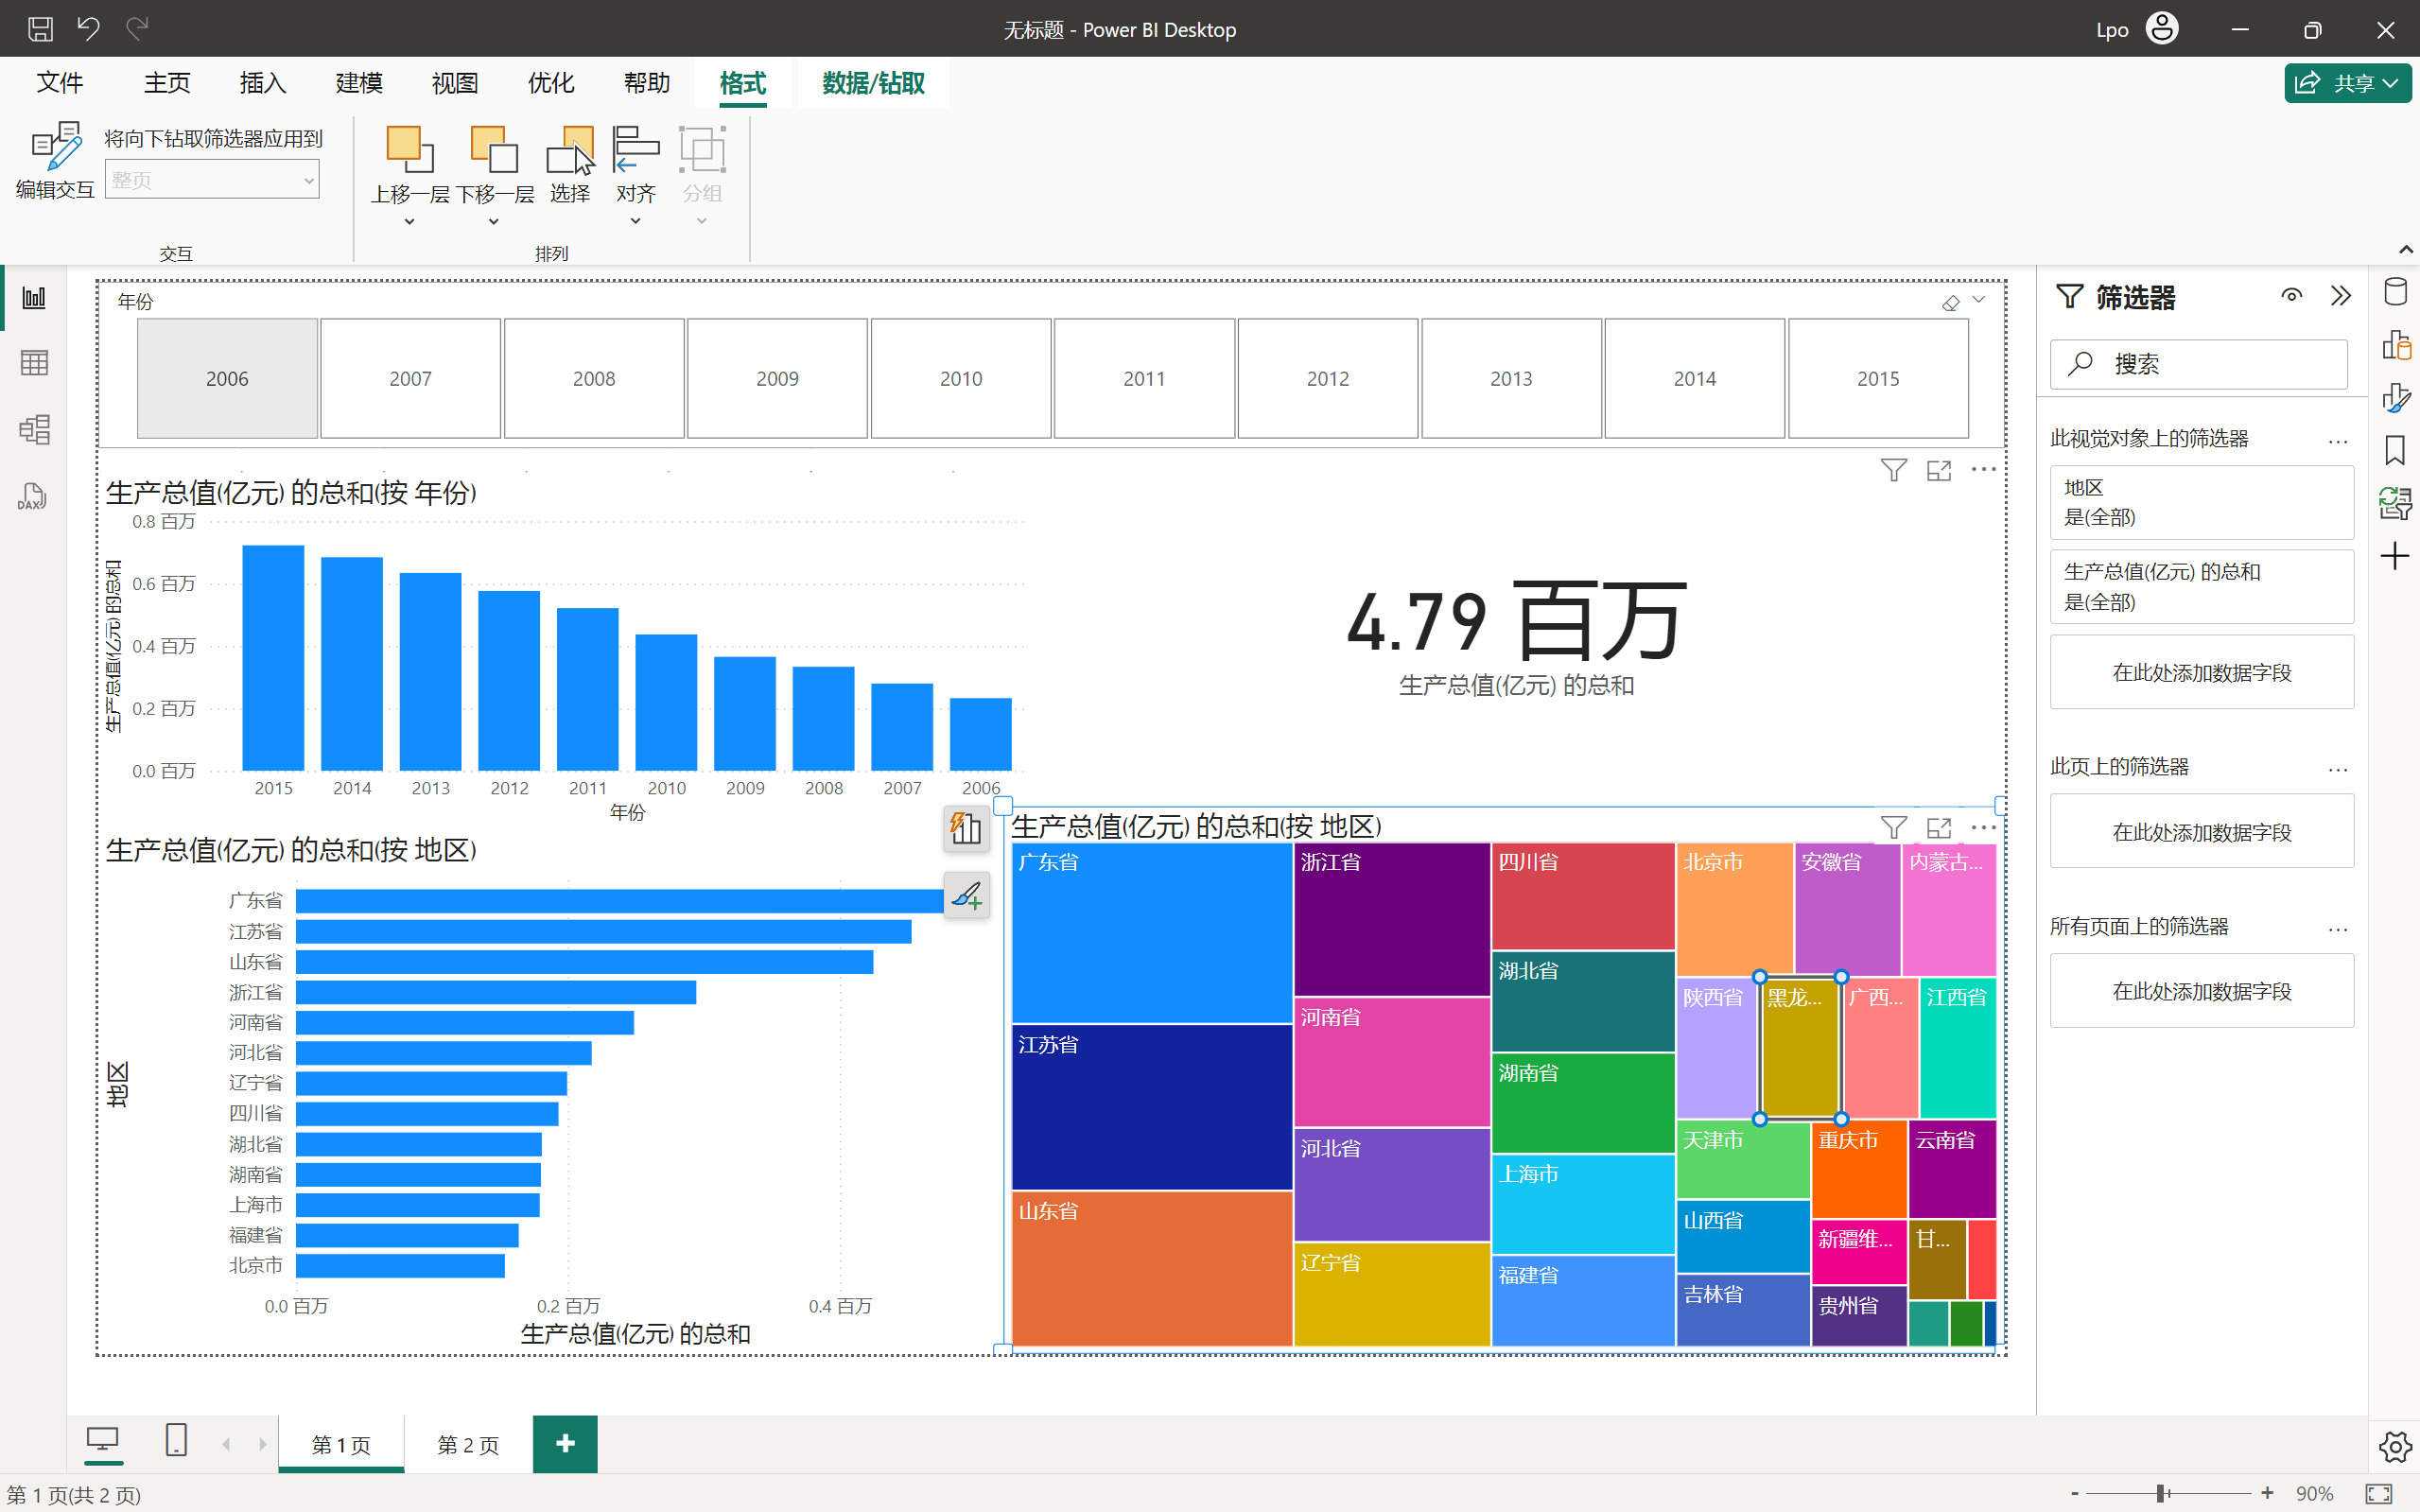 无标题 - Power BI Desktop
Lpo
文件 主页 插入 建模 视图 优化 帮助 格式 数据/钻取
共享
编辑交互
将向下钻取筛选器应用到
整页
交互
上移一层 下移一层 选择 对齐 分组
排列
年份
2006 2007 2008 2009 2010 2011 2012 2013 2014 2015
生产总值(亿元) 的总和(按 年份)
生产总值(亿元) 的总和
0.8 百万
0.6 百万
0.4 百万
0.2 百万
0.0 百万
2015 2014 2013 2012 2011 2010 2009 2008 2007 2006
年份
4.79 百万
生产总值(亿元) 的总和
生产总值(亿元) 的总和(按 地区)
地区
广东省
江苏省
山东省
浙江省
河南省
河北省
辽宁省
四川省
湖北省
湖南省
上海市
福建省
北京市
0.0 百万 0.2 百万 0.4 百万
生产总值(亿元) 的总和
生产总值(亿元) 的总和(按 地区)
广东省
江苏省
山东省
浙江省
河南省
河北省
辽宁省
四川省
湖北省
湖南省
上海市
福建省
北京市 安徽省 内蒙古...
陕西省 黑龙... 广西... 江西省
天津市 重庆市 云南省
山西省
新疆维... 甘...
吉林省
贵州省
筛选器
搜索
此视觉对象上的筛选器 ...
地区
是(全部)
生产总值(亿元) 的总和
是(全部)
在此处添加数据字段
此页上的筛选器 ...
在此处添加数据字段
所有页面上的筛选器 ...
在此处添加数据字段
DAX
第 1 页 第 2 页 +
第 1 页(共 2 页)
- + 90%